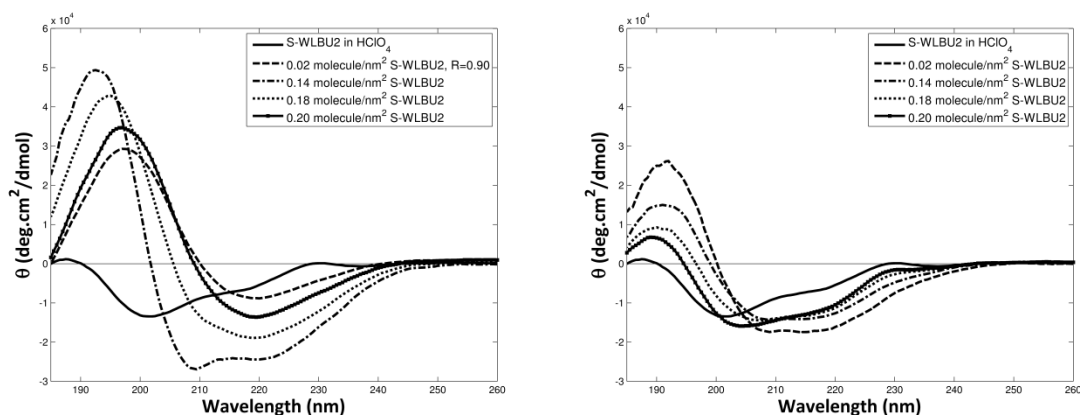 × 10⁴
6
5
4
3
2
1
0
-1
-2
-3
θ (deg.cm²/dmol)
190 200 210 220 230 240 250 260
Wavelength (nm)
S-WLBU2 in HClO₄
0.02 molecule/nm² S-WLBU2, R=0.90
0.14 molecule/nm² S-WLBU2
0.18 molecule/nm² S-WLBU2
0.20 molecule/nm² S-WLBU2
× 10⁴
6
5
4
3
2
1
0
-1
-2
-3
θ (deg.cm²/dmol)
190 200 210 220 230 240 250 260
Wavelength (nm)
S-WLBU2 in HClO₄
0.02 molecule/nm² S-WLBU2
0.14 molecule/nm² S-WLBU2
0.18 molecule/nm² S-WLBU2
0.20 molecule/nm² S-WLBU2